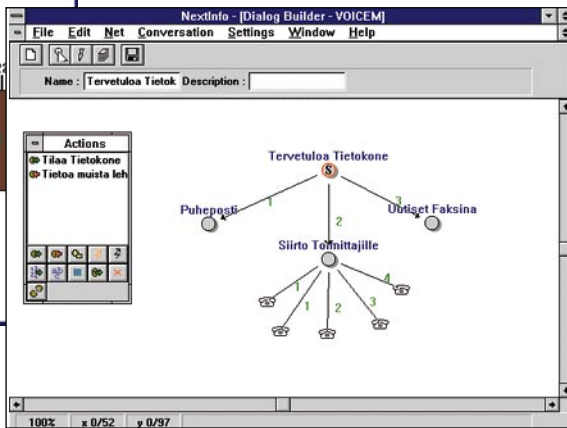 NextInfo - [Dialog Builder - VOICEM]
File Edit Net Conversation Settings Window Help
Name : Tervetuloa Tietok Description :
Actions
Tilaa Tietokone
Tietoa muista leh
Tervetuloa Tietokone
S
1
2
3
Puheposti
Uutiset Faksina
Siirto Toimittajille
1
1
2
3
4
100% x 0/52 y 0/97